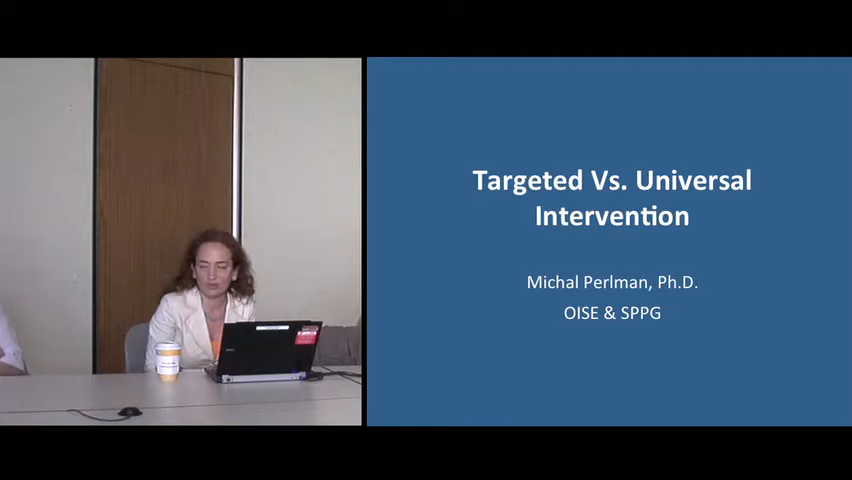 Targeted Vs. Universal
Intervention
Michal Perlman, Ph.D.
OISE & SPPG